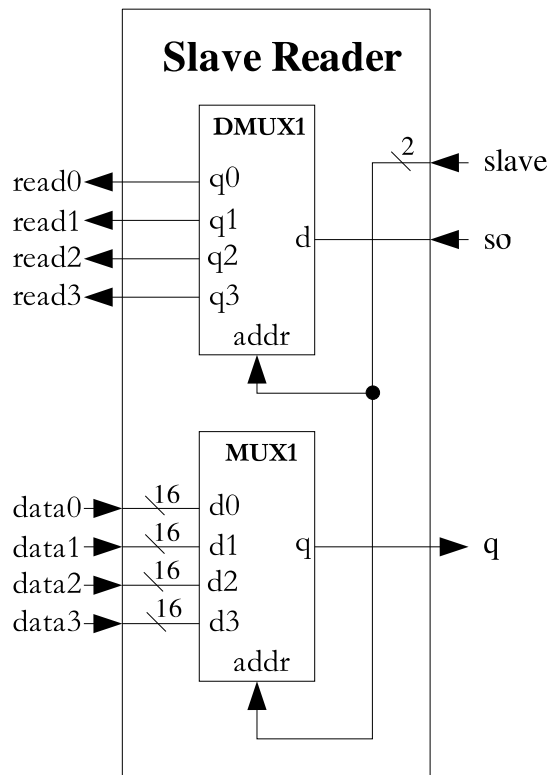 Slave Reader
DMUX1
2
slave
read0
q0
read1
q1
d
so
read2
q2
read3
q3
addr
MUX1
data0
16
d0
data1
16
d1
q
q
data2
16
d2
data3
16
d3
addr